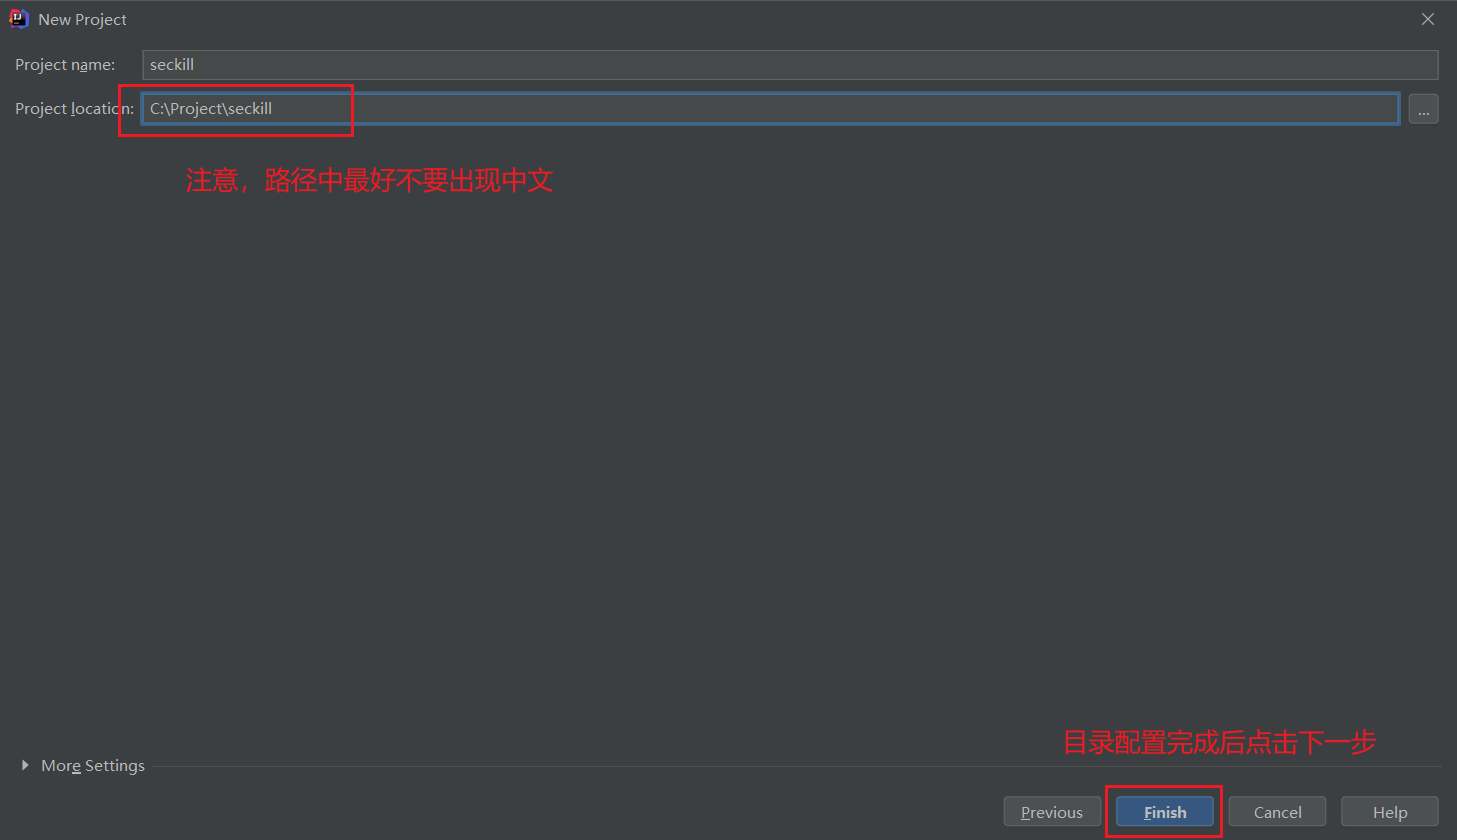 New Project
Project name: seckill
Project location: C:\Project\seckill ...
注意，路径中最好不要出现中文
目录配置完成后点击下一步
More Settings
Previous Finish Cancel Help